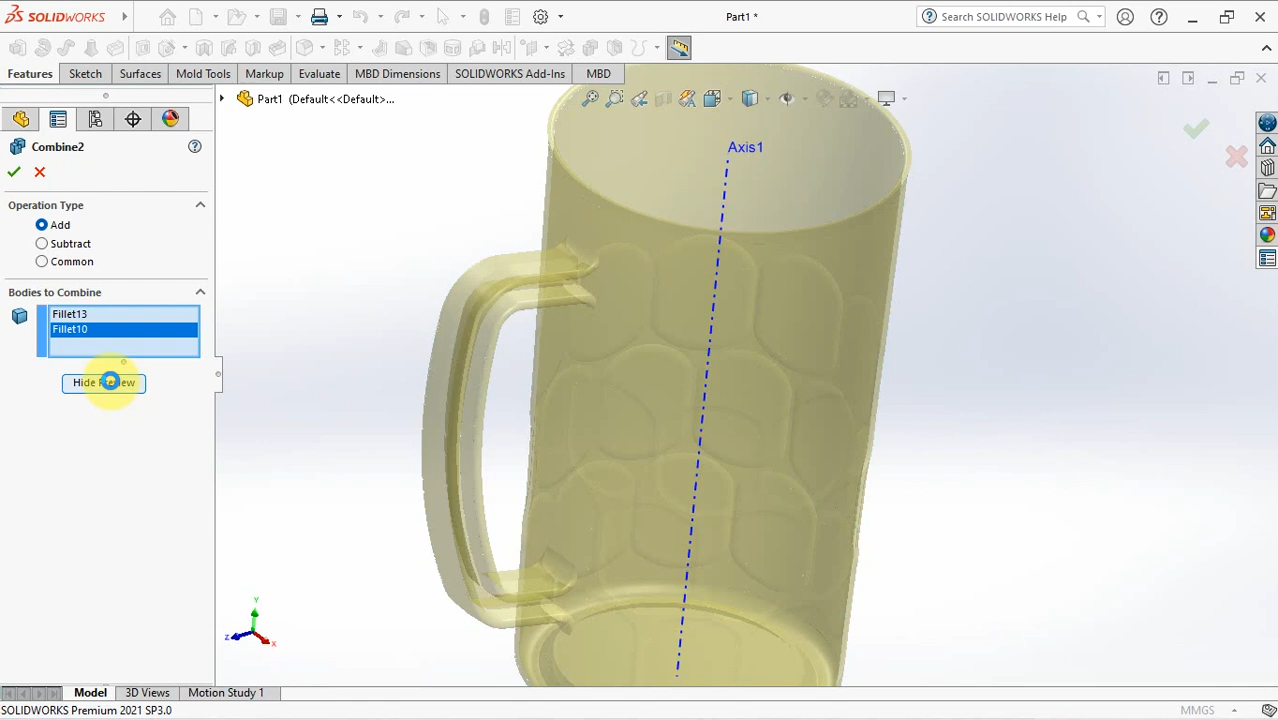 SOLIDWORKS
Part1 *
Search SOLIDWORKS Help
Features
Sketch
Surfaces
Mold Tools
Markup
Evaluate
MBD Dimensions
SOLIDWORKS Add-Ins
MBD
Part1 (Default<<Default>...
Combine2
Operation Type
Add
Subtract
Common
Bodies to Combine
Fillet13
Fillet10
Hide Preview
Axis1
Y
Z
X
Model
3D Views
Motion Study 1
SOLIDWORKS Premium 2021 SP3.0
MMGS